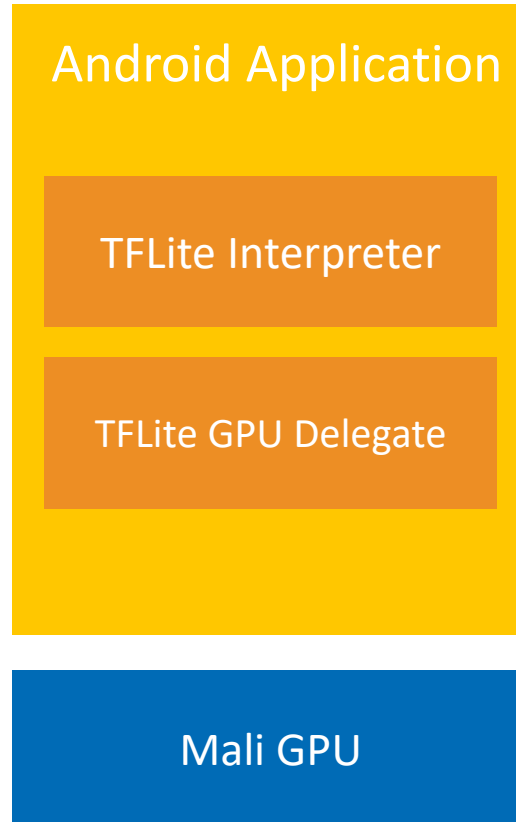 Android Application
TFLite Interpreter
TFLite GPU Delegate
Mali GPU